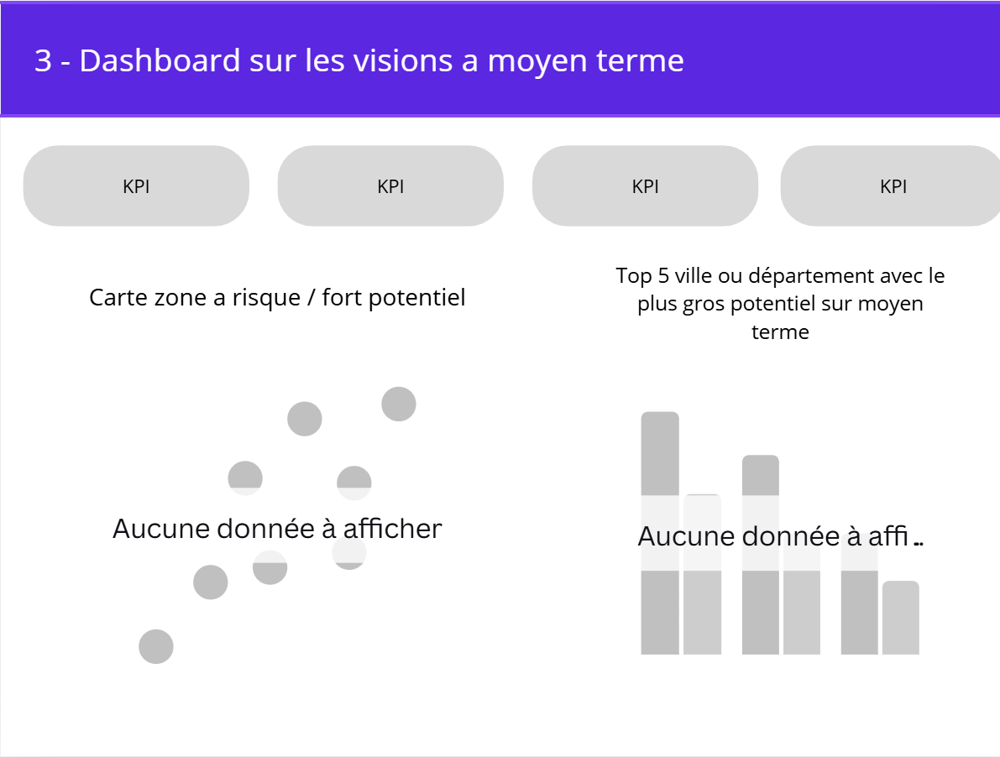 3 - Dashboard sur les visions a moyen terme
KPI
KPI
KPI
KPI
Carte zone a risque / fort potentiel
Top 5 ville ou département avec le
plus gros potentiel sur moyen
terme
Aucune donnée à afficher
Aucune donnée à affi...